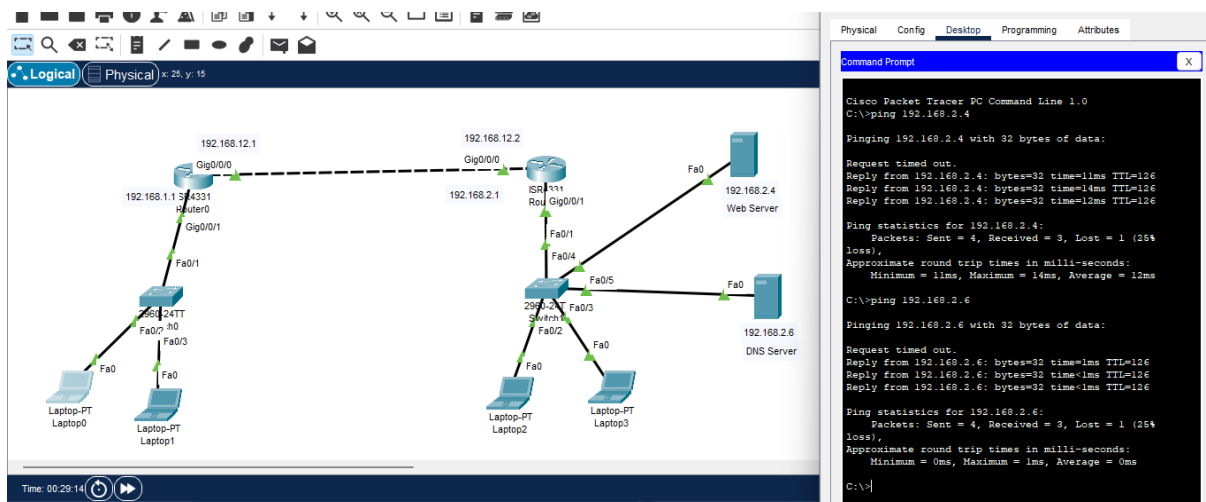 Logical
Physical
x: 25, y: 15
192.168.12.1
Gig0/0/0
192.168.1.1
Router0
Gig0/0/1
Fa0/1
2960-24TT
Fa0/2
Fa0/3
Fa0
Fa0
Laptop-PT
Laptop0
Laptop-PT
Laptop1
192.168.12.2
Gig0/0/0
192.168.2.1
ISR4331
Gig0/0/1
Fa0/1
Fa0/4
Fa0/5
Fa0/3
Fa0/2
Switch1
Fa0
Fa0
Laptop-PT
Laptop2
Laptop-PT
Laptop3
Fa0
192.168.2.4
Web Server
Fa0
192.168.2.6
DNS Server
Time: 00:29:14
Physical Config Desktop Programming Attributes
Command Prompt
X
Cisco Packet Tracer PC Command Line 1.0
C:\>ping 192.168.2.4
Pinging 192.168.2.4 with 32 bytes of data:
Request timed out.
Reply from 192.168.2.4: bytes=32 time=11ms TTL=126
Reply from 192.168.2.4: bytes=32 time=14ms TTL=126
Reply from 192.168.2.4: bytes=32 time=12ms TTL=126
Ping statistics for 192.168.2.4:
Packets: Sent = 4, Received = 3, Lost = 1 (25%
loss),
Approximate round trip times in milli-seconds:
Minimum = 11ms, Maximum = 14ms, Average = 12ms
C:\>ping 192.168.2.6
Pinging 192.168.2.6 with 32 bytes of data:
Request timed out.
Reply from 192.168.2.6: bytes=32 time=1ms TTL=126
Reply from 192.168.2.6: bytes=32 time<1ms TTL=126
Reply from 192.168.2.6: bytes=32 time<1ms TTL=126
Ping statistics for 192.168.2.6:
Packets: Sent = 4, Received = 3, Lost = 1 (25%
loss),
Approximate round trip times in milli-seconds:
Minimum = 0ms, Maximum = 1ms, Average = 0ms
C:\>